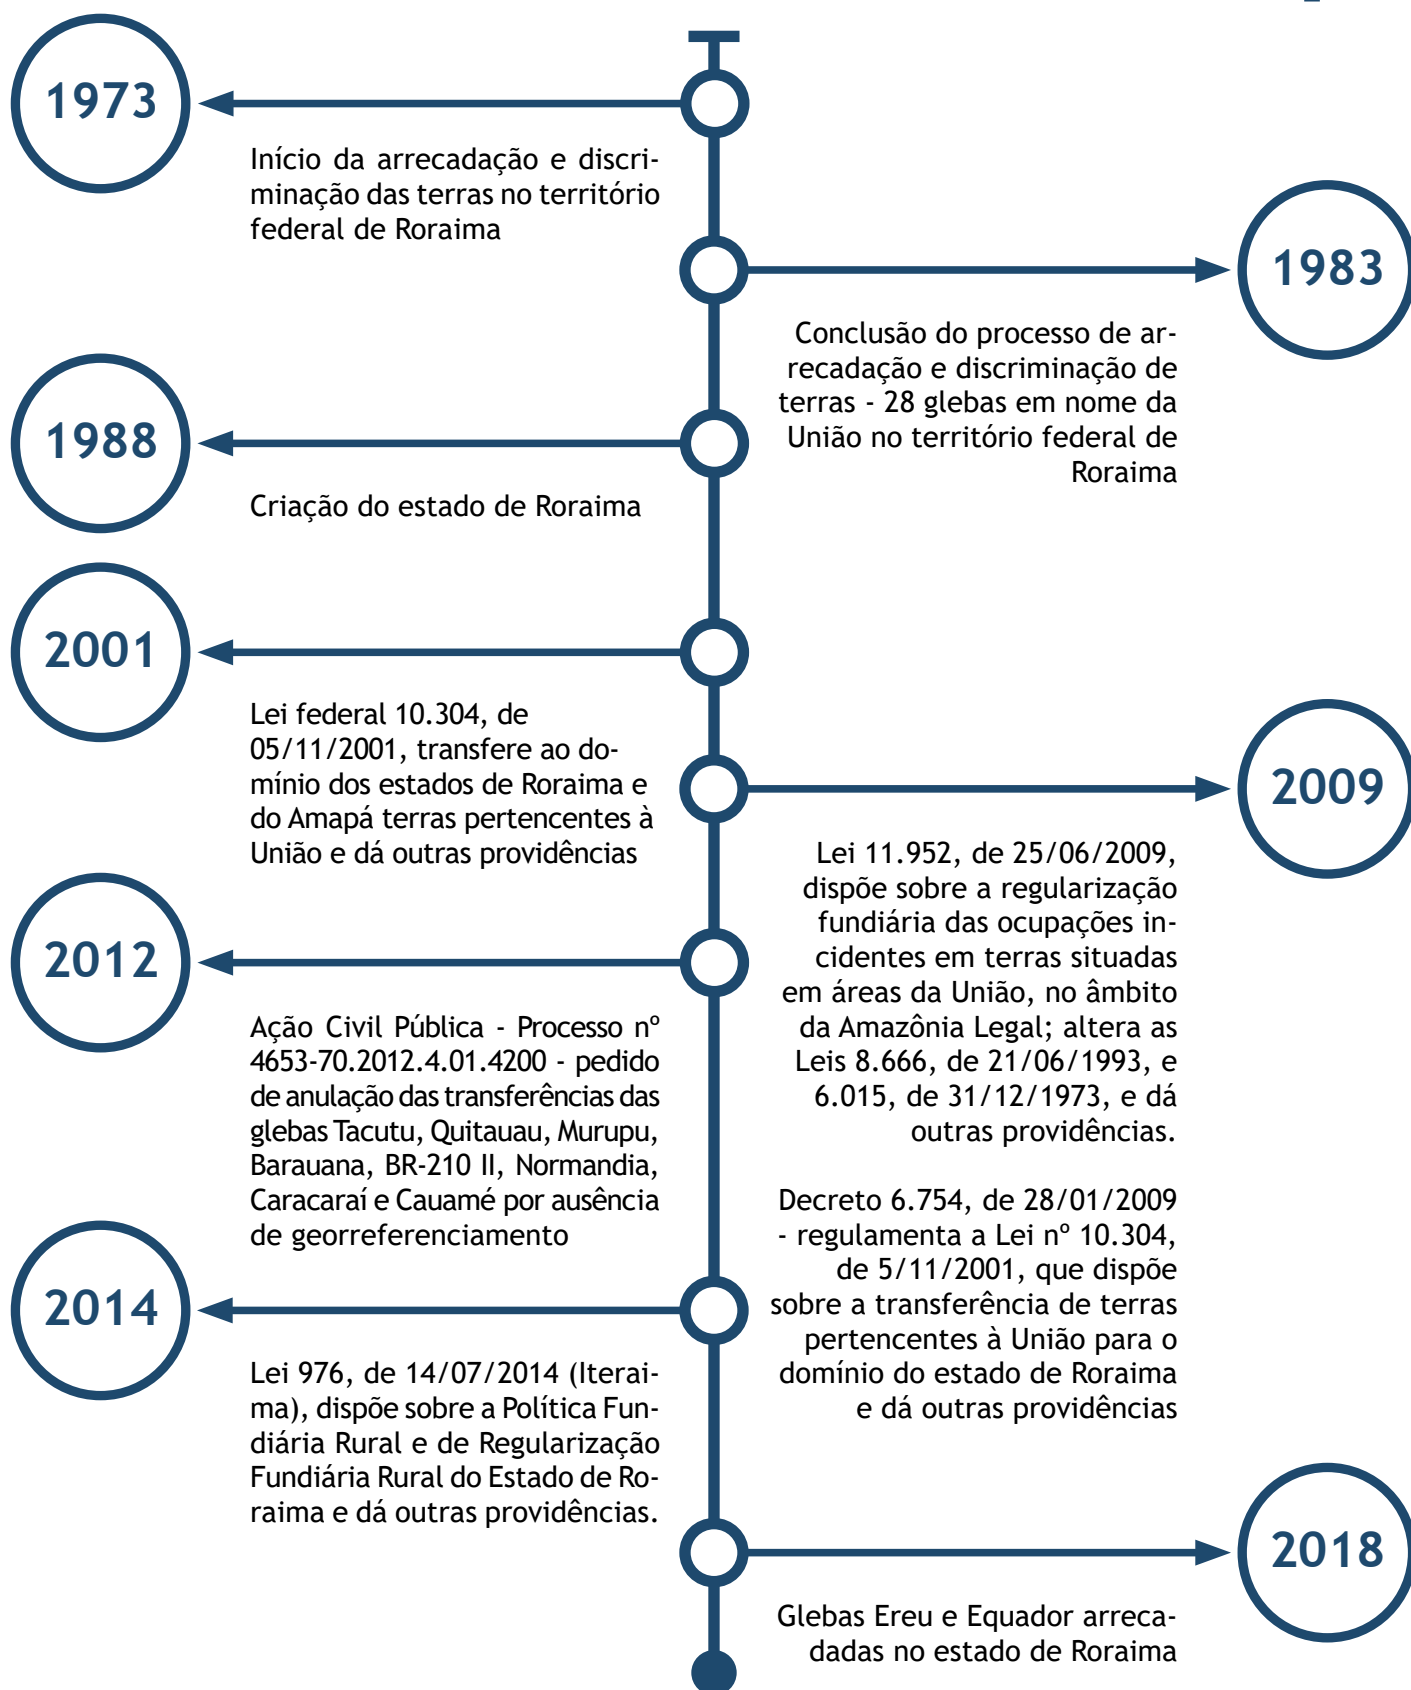 1973
Início da arrecadação e discri-
minação das terras no território
federal de Roraima
1983
Conclusão do processo de ar-
recadação e discriminação de
terras - 28 glebas em nome da
União no território federal de
Roraima
1988
Criação do estado de Roraima
2001
Lei federal 10.304, de
05/11/2001, transfere ao do-
mínio dos estados de Roraima e
do Amapá terras pertencentes à
União e dá outras providências
2009
Lei 11.952, de 25/06/2009,
dispõe sobre a regularização
fundiária das ocupações in-
cidentes em terras situadas
em áreas da União, no âmbito
da Amazônia Legal; altera as
Leis 8.666, de 21/06/1993, e
6.015, de 31/12/1973, e dá
outras providências.
Decreto 6.754, de 28/01/2009
- regulamenta a Lei nº 10.304,
de 5/11/2001, que dispõe
sobre a transferência de terras
pertencentes à União para o
domínio do estado de Roraima
e dá outras providências
2012
Ação Civil Pública - Processo nº
4653-70.2012.4.01.4200 - pedido
de anulação das transferências das
glebas Tacutu, Quitauau, Murupu,
Barauana, BR-210 II, Normandia,
Caracaraí e Cauamé por ausência
de georreferenciamento
2014
Lei 976, de 14/07/2014 (Iterai-
ma), dispõe sobre a Política Fun-
diária Rural e de Regularização
Fundiária Rural do Estado de Ro-
raima e dá outras providências.
2018
Glebas Ereu e Equador arreca-
dadas no estado de Roraima